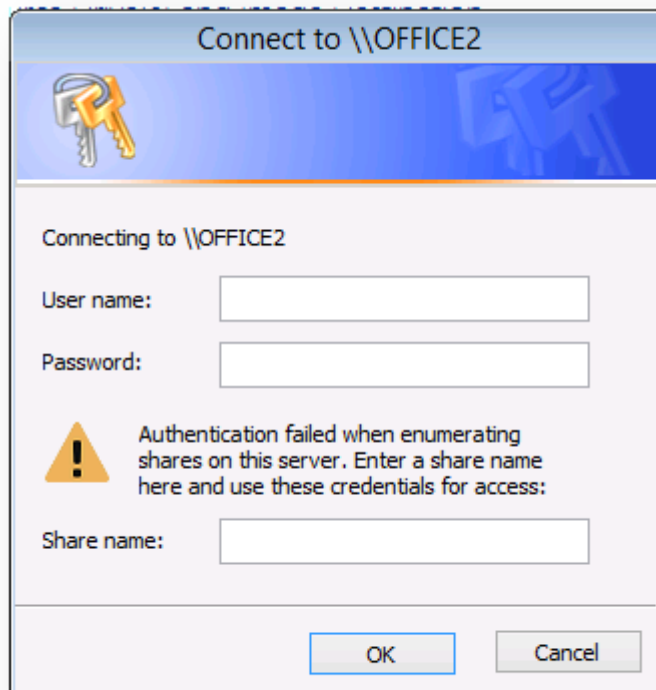 Connect to \\OFFICE2
Connecting to \\OFFICE2
User name:
Password:
Authentication failed when enumerating
shares on this server. Enter a share name
here and use these credentials for access:
Share name:
OK
Cancel